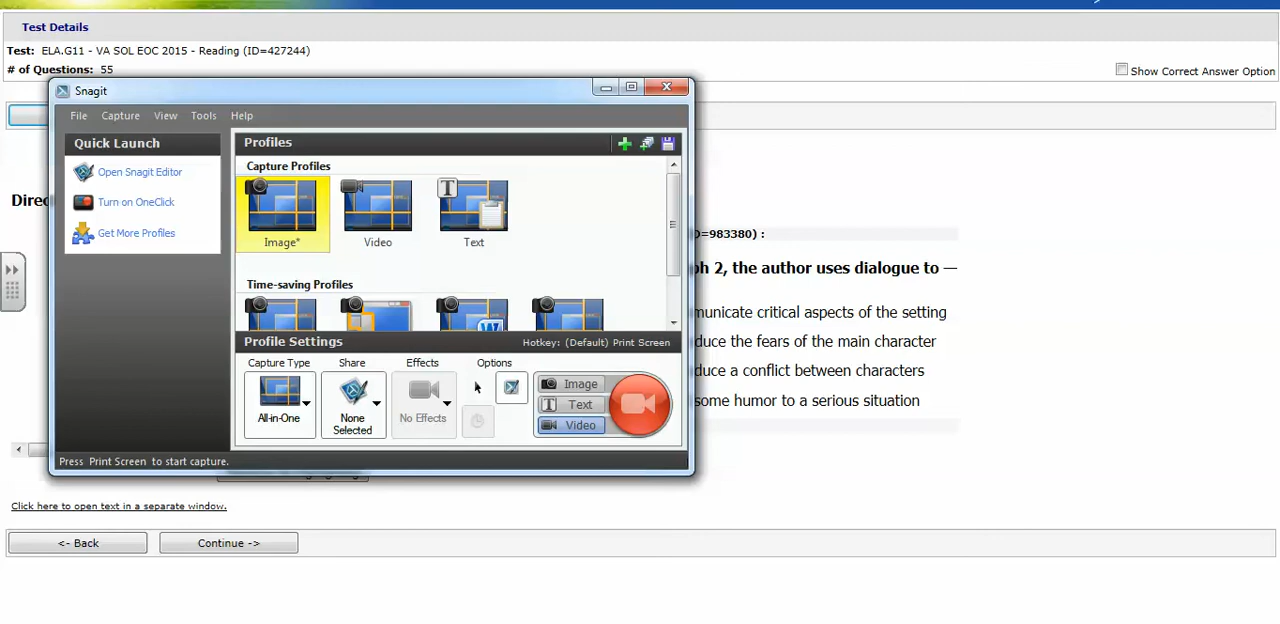 Test Details
Test: ELA.G11 - VA SOL EOC 2015 - Reading (ID=427244)
# of Questions: 55
Show Correct Answer Option
Snagit
File Capture View Tools Help
Quick Launch
Open Snagit Editor
Turn on OneClick
Get More Profiles
Profiles
Capture Profiles
Image*
Video
T
Text
Time-saving Profiles
W
Profile Settings
Hotkey: (Default) Print Screen
Capture Type
Share
Effects
Options
All-in-One
None
Selected
No Effects
Image
T Text
Video
Press Print Screen to start capture.
Direc
D=983380) :
ph 2, the author uses dialogue to —
municate critical aspects of the setting
duce the fears of the main character
duce a conflict between characters
some humor to a serious situation
Click here to open text in a separate window.
<- Back
Continue ->